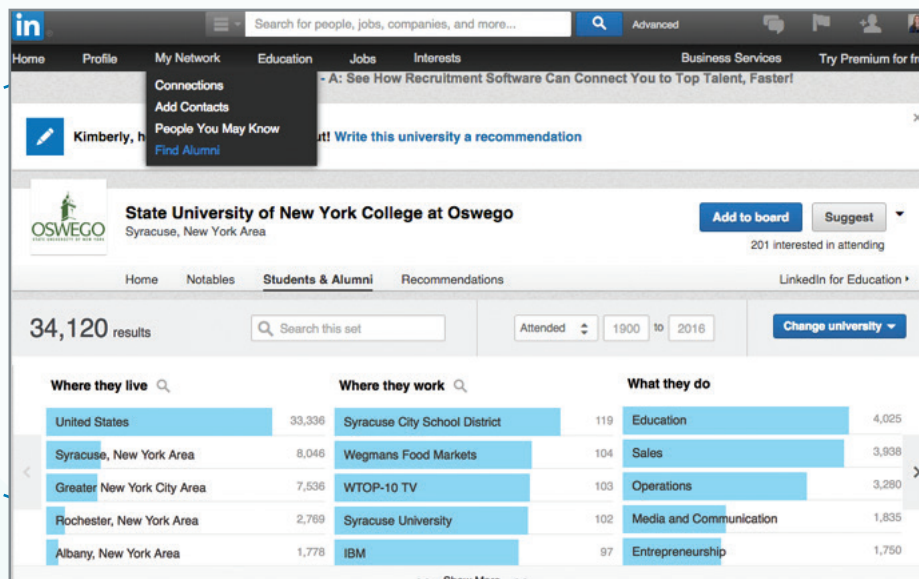 in
Search for people, jobs, companies, and more...
Advanced
Home Profile My Network Education Jobs Interests Business Services Try Premium for
- A: See How Recruitment Software Can Connect You to Top Talent, Faster!
Connections
Add Contacts
People You May Know
Find Alumni
Kimberly, ut! Write this university a recommendation
OSWEGO
STATE UNIVERSITY OF NEW YORK
State University of New York College at Oswego
Syracuse, New York Area
Add to board Suggest
201 interested in attending
Home Notables Students & Alumni Recommendations LinkedIn for Education
34,120 results Search this set Attended 1900 to 2016 Change university
Where they live Where they work What they do
United States 33,336 Syracuse City School District 119 Education 4,025
Syracuse, New York Area 8,046 Wegmans Food Markets 104 Sales 3,938
Greater New York City Area 7,536 WTOP-10 TV 103 Operations 3,280
Rochester, New York Area 2,769 Syracuse University 102 Media and Communication 1,835
Albany, New York Area 1,778 IBM 97 Entrepreneurship 1,750
Show More